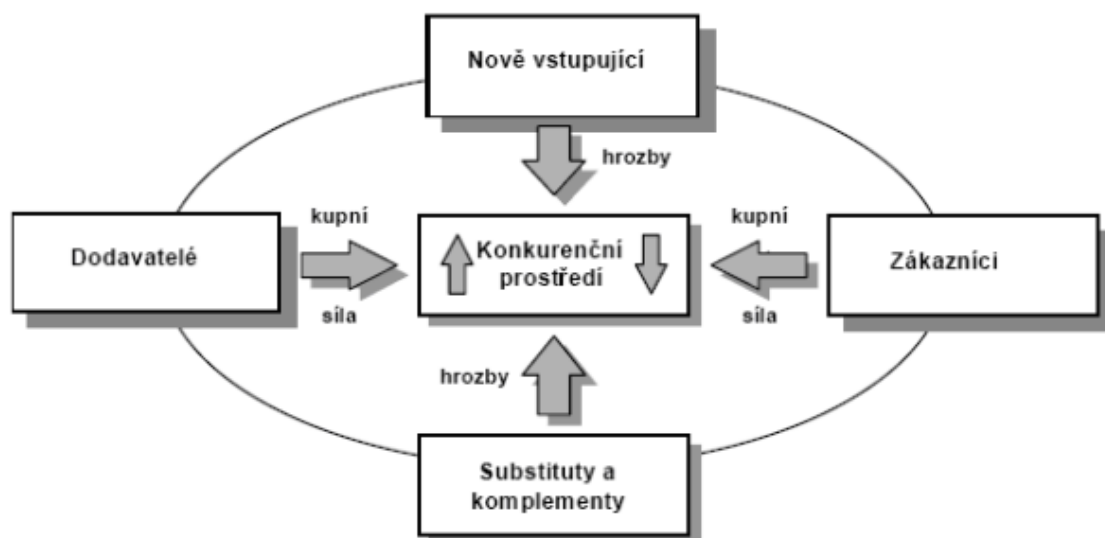 Nově vstupující
hrozby
kupní
kupní
Dodavatelé
Konkurenční
prostředí
Zákazníci
síla
síla
hrozby
Substituty a
komplementy